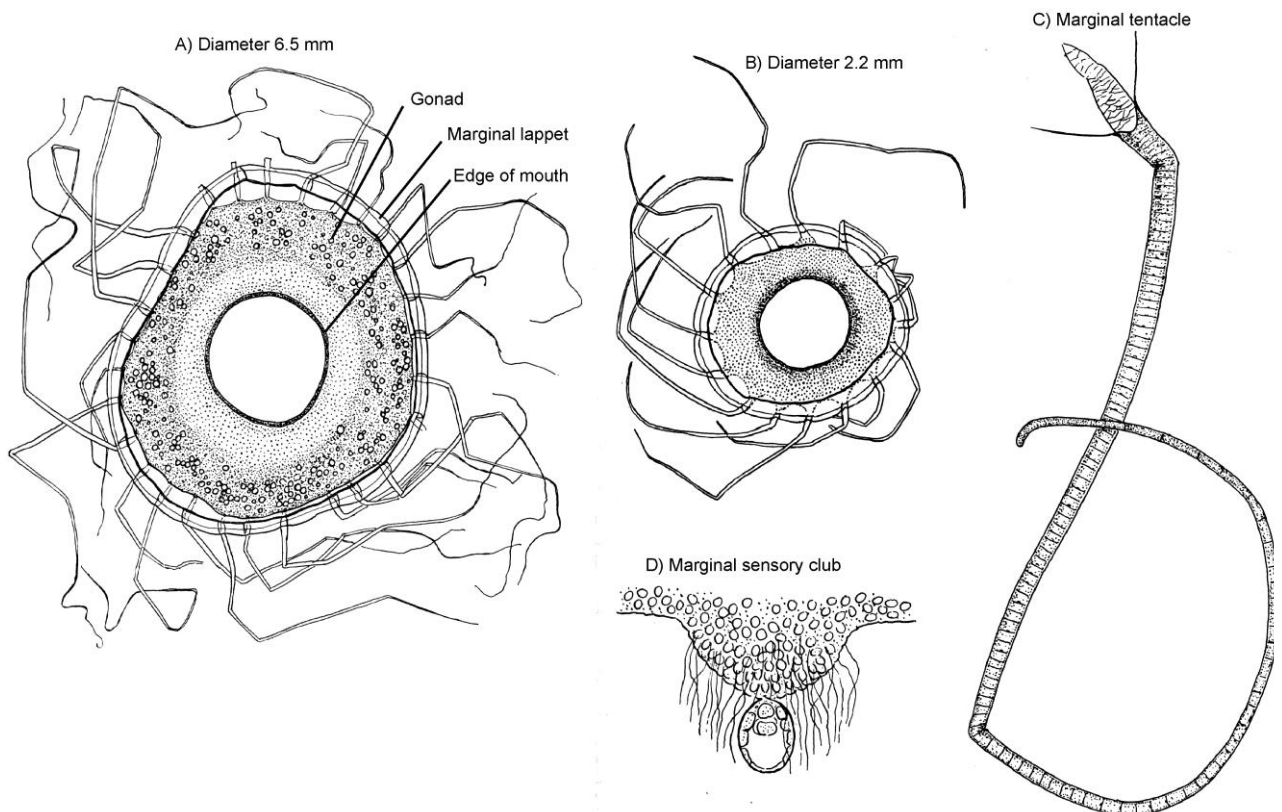 A) Diameter 6.5 mm
Gonad
Marginal lappet
Edge of mouth
B) Diameter 2.2 mm
C) Marginal tentacle
D) Marginal sensory club